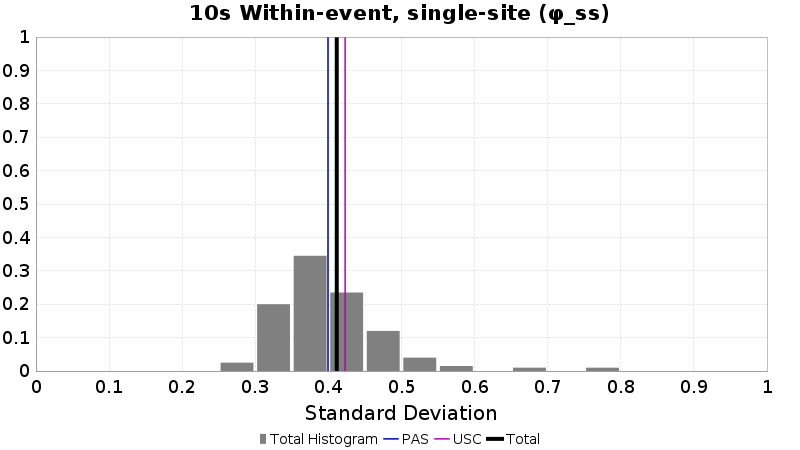 10s Within-event, single-site (φ_ss)
1
0.9
0.8
0.7
0.6
0.5
0.4
0.3
0.2
0.1
0
0 0.1 0.2 0.3 0.4 0.5 0.6 0.7 0.8 0.9 1
Standard Deviation
Total Histogram PAS USC Total